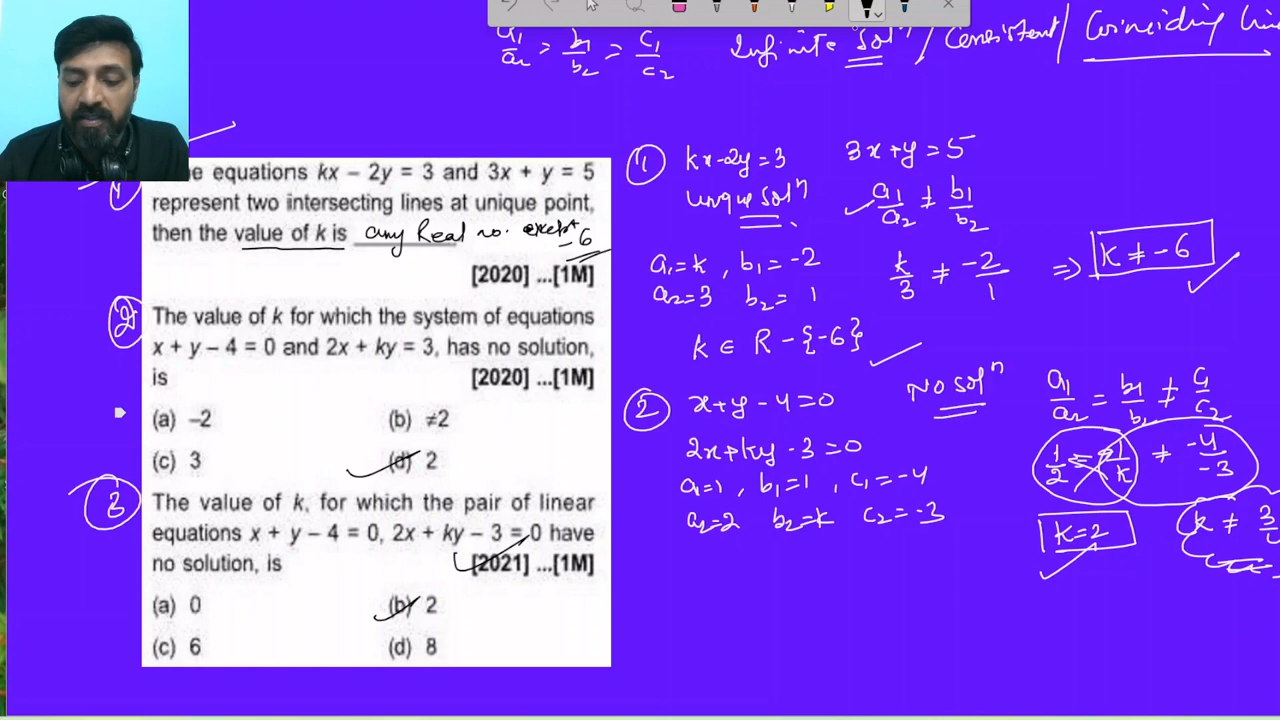 a1/a2 = b1/b2 = c1/c2 Infinite Solⁿ / Consistent / Coinciding
1
e equations kx − 2y = 3 and 3x + y = 5
represent two intersecting lines at unique point,
then the value of k is any Real no. except −6
[2020] ...[1M]
2
The value of k for which the system of equations
x + y – 4 = 0 and 2x + ky = 3, has no solution,
is [2020] ...[1M]
(a) –2 (b) ≠2
(c) 3 (d) 2
3
The value of k, for which the pair of linear
equations x + y – 4 = 0, 2x + ky – 3 = 0 have
no solution, is [2021] ...[1M]
(a) 0 (b) 2
(c) 6 (d) 8
1 kx-2y=3 3x+y=5
unique Solⁿ. a1/a2 ≠ b1/b2
a1=k, b1=-2 k/3 ≠ -2/1 ⇒ k ≠ -6
a2=3 b2=1
k ∈ R - {-6}
2 x+y-4=0 No Solⁿ a1/a2 = b1/b2 ≠ c1/c2
2x+ky-3=0 1/2 = 1/k ≠ -4/-3
a1=1, b1=1, c1=-4
a2=2 b2=k c2=-3 k=2 k ≠ 3/